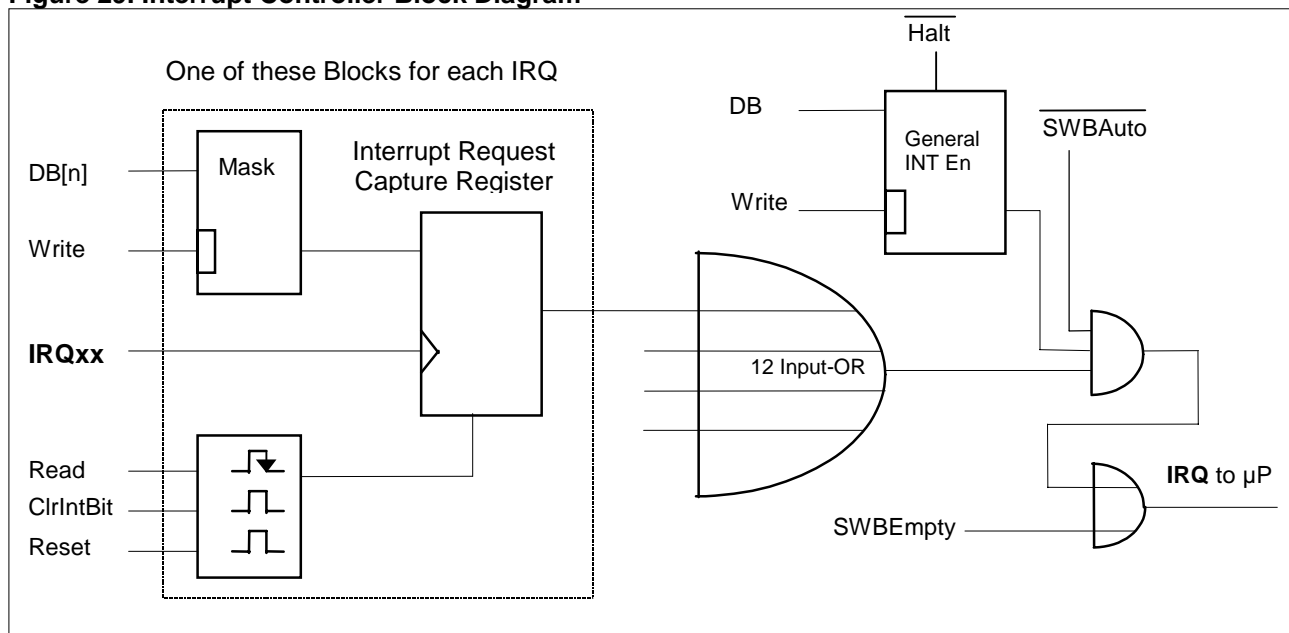 Halt
One of these Blocks for each IRQ
DB
SWBAuto
General
INT En
Mask
Interrupt Request
Capture Register
DB[n]
Write
Write
IRQxx
12 Input-OR
Read
ClrIntBit
Reset
IRQ to µP
SWBEmpty